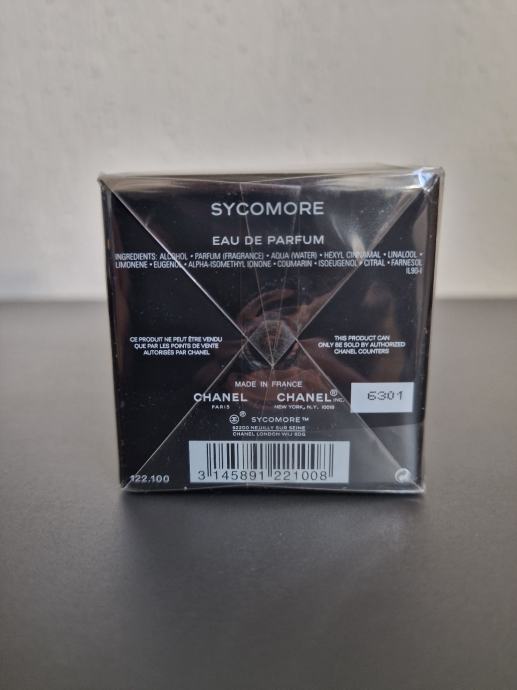 SYCOMORE
EAU DE PARFUM
INGREDIENTS: ALCOHOL • PARFUM (FRAGRANCE) • AQUA (WATER) • HEXYL CINNAMAL • LINALOOL •
LIMONENE • EUGENOL • ALPHA-ISOMETHYL IONONE • COUMARIN • ISOEUGENOL • CITRAL • FARNESOL
IL90-I
CE PRODUIT NE PEUT ÊTRE VENDU
QUE PAR LES POINTS DE VENTE
AUTORISÉS PAR CHANEL
THIS PRODUCT CAN
ONLY BE SOLD BY AUTHORIZED
CHANEL COUNTERS
MADE IN FRANCE
CHANEL
PARIS
CHANEL® INC.
NEW YORK, N.Y. 10019
6301
® SYCOMORE™
92200 NEUILLY SUR SEINE
CHANEL LONDON W1J 6DG
122.100
3 145891 221008